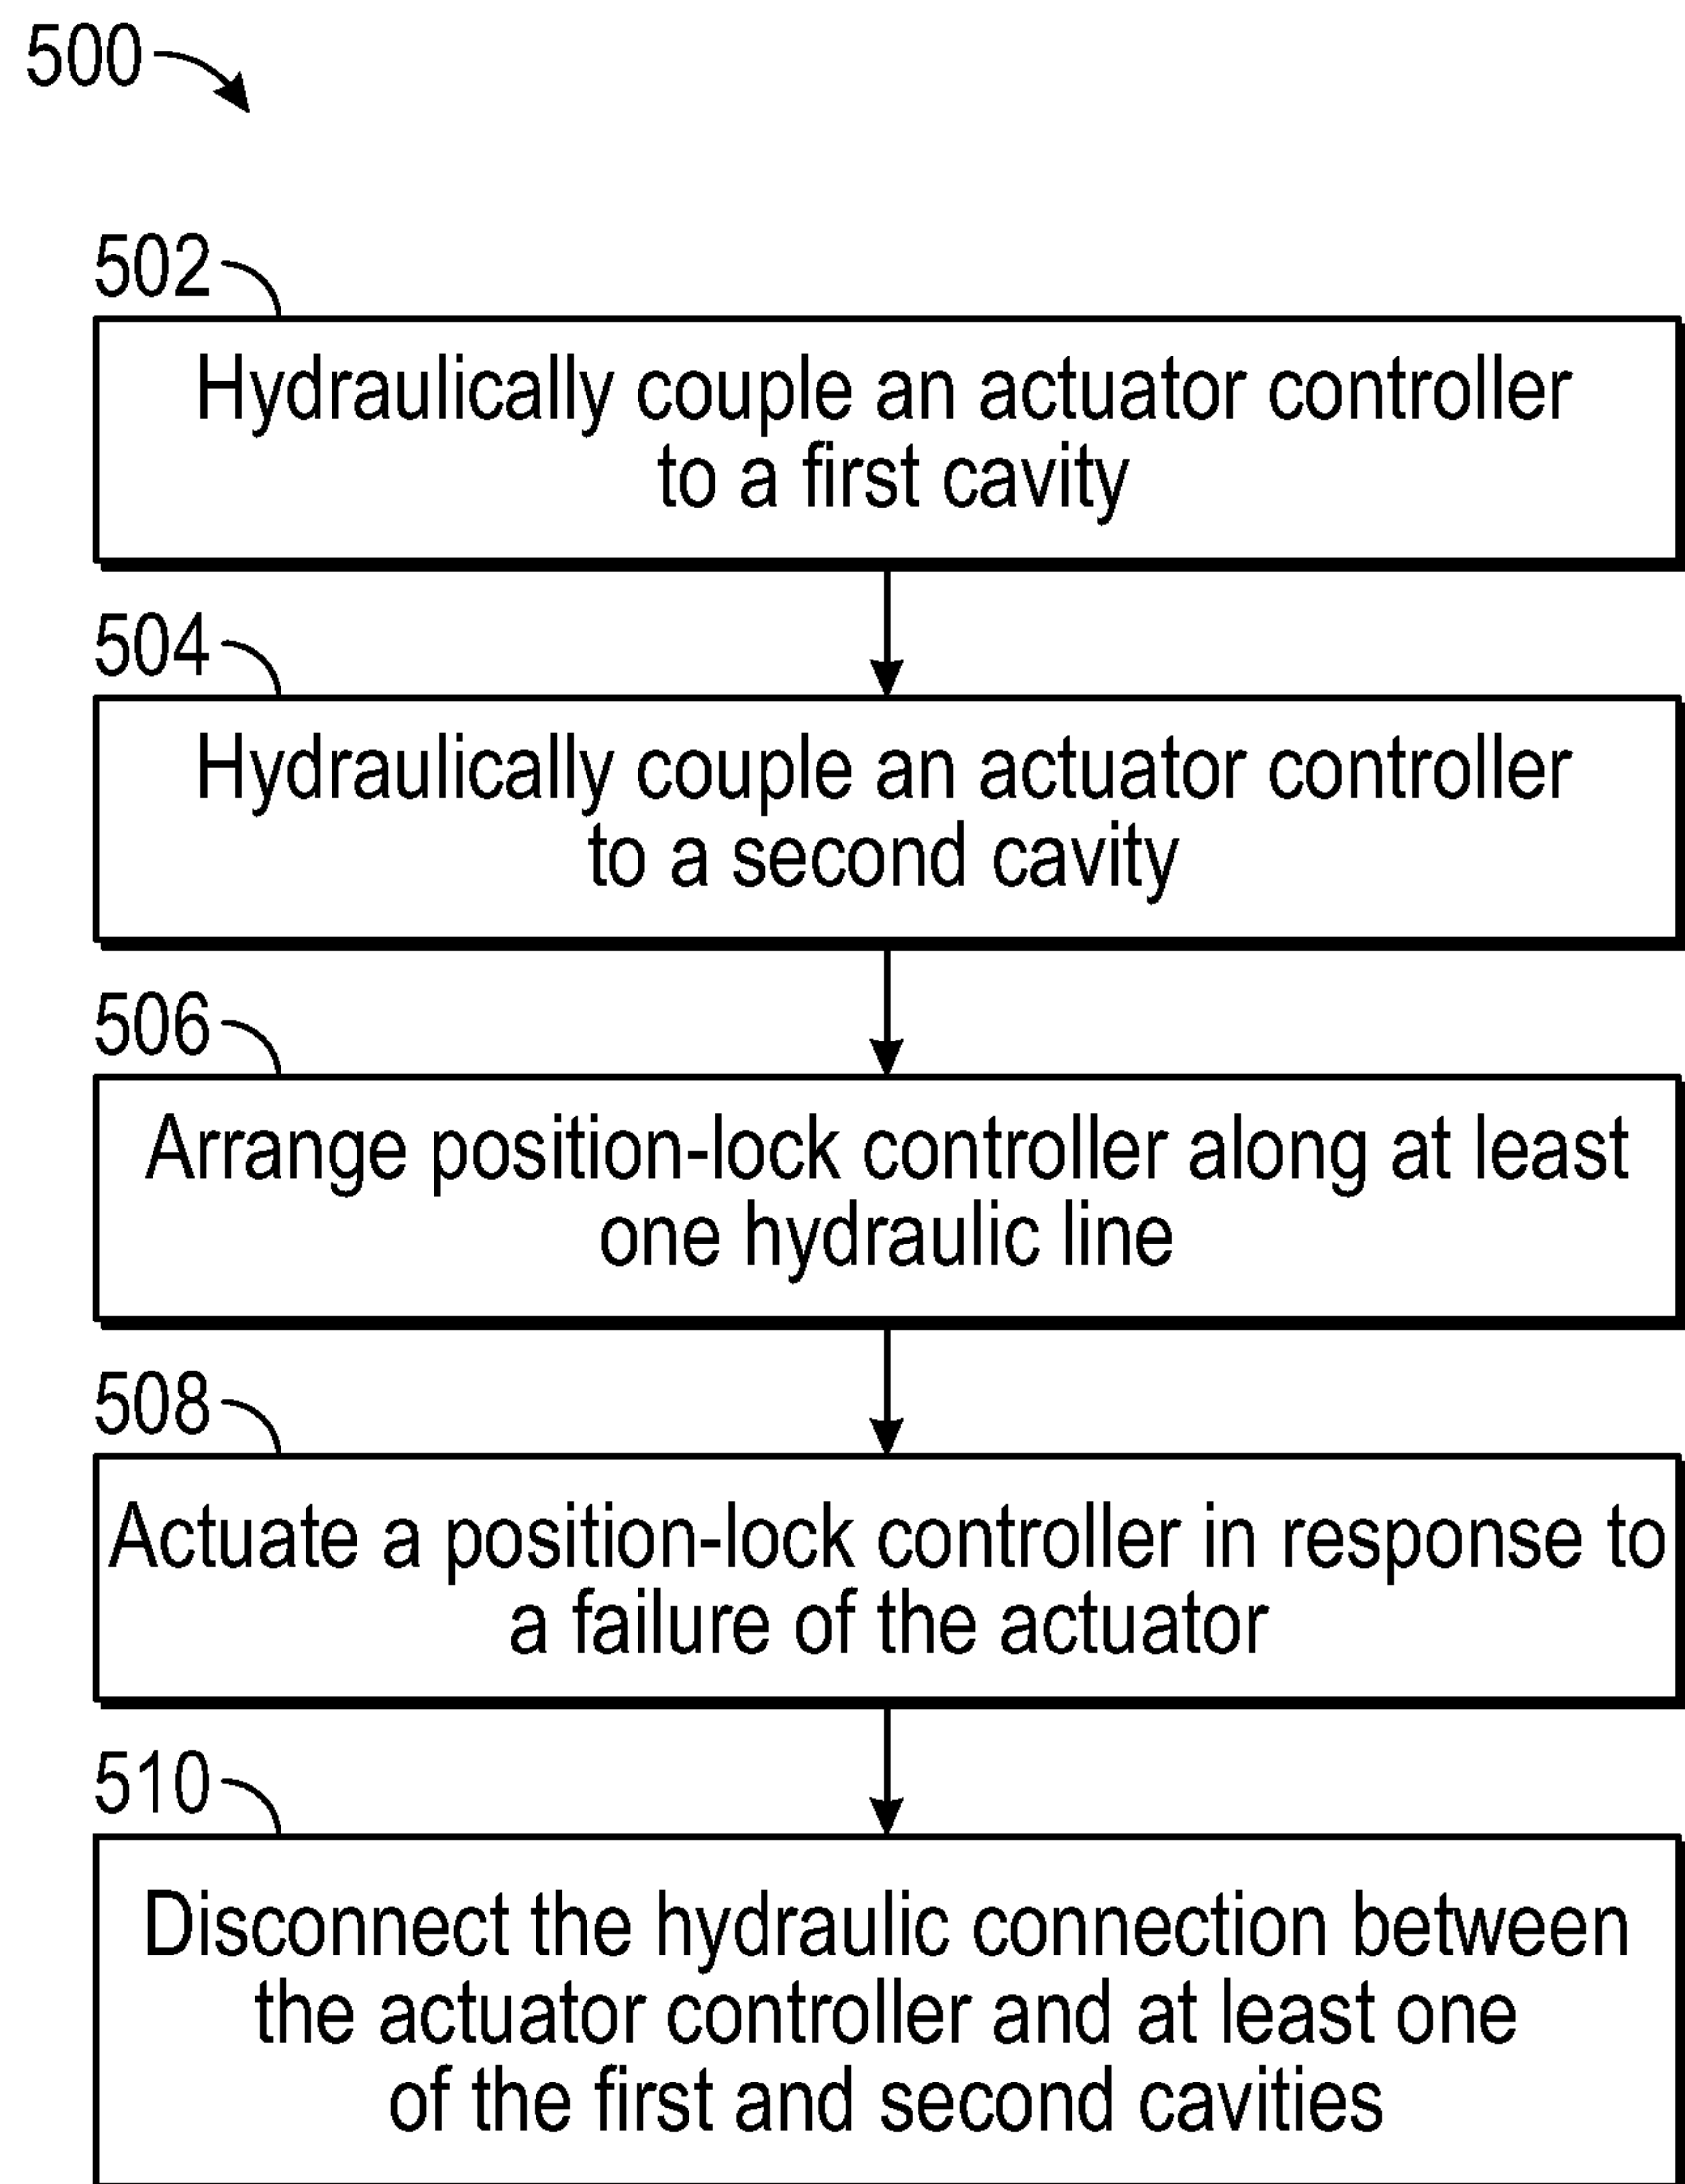 500
502
Hydraulically couple an actuator controller
to a first cavity
504
Hydraulically couple an actuator controller
to a second cavity
506
Arrange position-lock controller along at least
one hydraulic line
508
Actuate a position-lock controller in response to
a failure of the actuator
510
Disconnect the hydraulic connection between
the actuator controller and at least one
of the first and second cavities